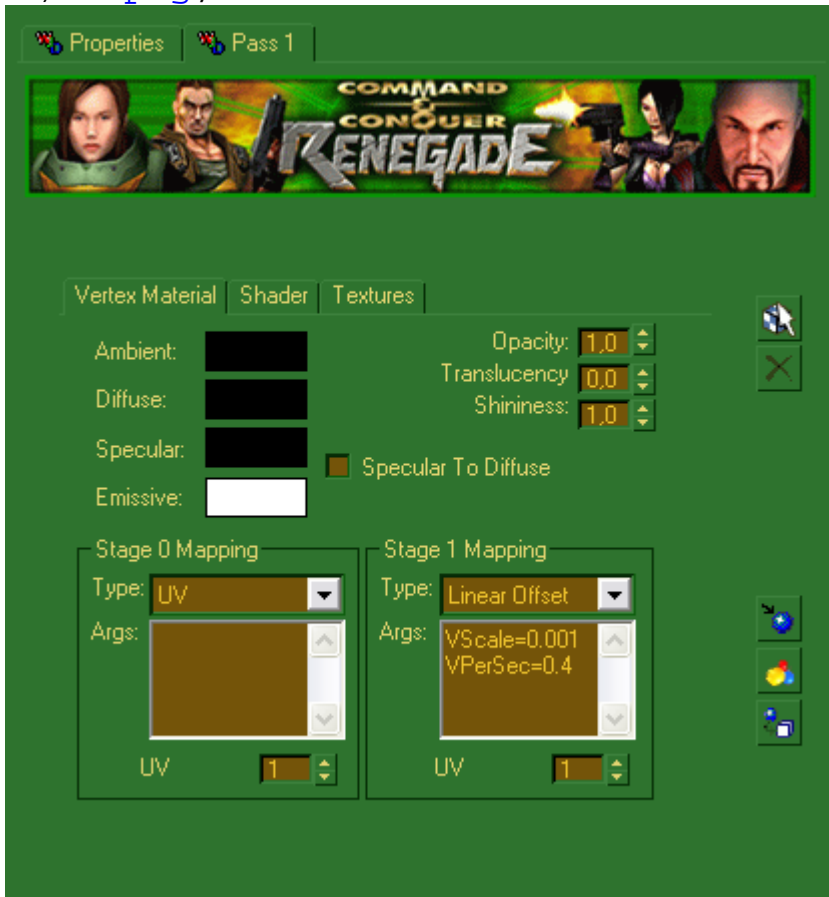 Properties
Pass 1
COMMAND
&
CONQUER
RENEGADE™
Vertex Material
Shader
Textures
Ambient:
Opacity: 1,0
Translucency 0,0
Diffuse:
Shininess: 1,0
Specular:
Specular To Diffuse
Emissive:
Stage 0 Mapping
Type: UV
Args:
UV 1
Stage 1 Mapping
Type: Linear Offset
Args: VScale=0.001
VPerSec=0.4
UV 1